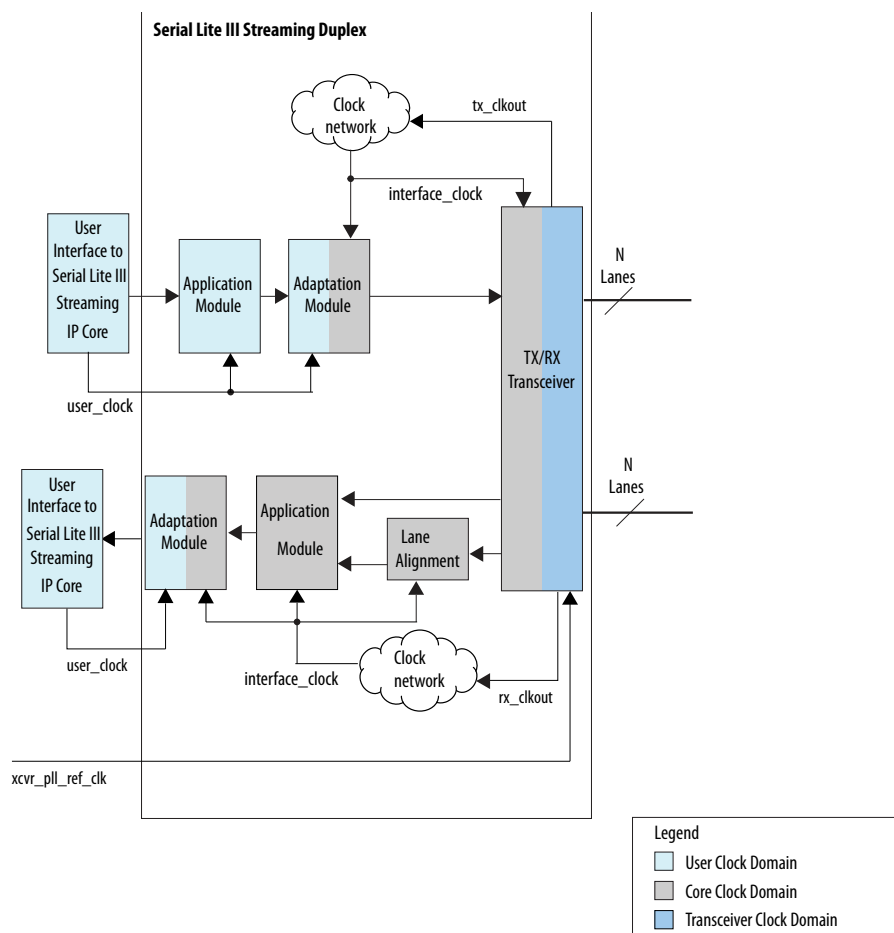 Serial Lite III Streaming Duplex
Clock
network
tx_clkout
interface_clock
User
Interface to
Serial Lite III
Streaming
IP Core
Application
Module
Adaptation
Module
TX/RX
Transceiver
N
Lanes
user_clock
User
Interface to
Serial Lite III
Streaming
IP Core
Adaptation
Module
Application
Module
Lane
Alignment
N
Lanes
user_clock
interface_clock
Clock
network
rx_clkout
xcvr_pll_ref_clk
Legend
User Clock Domain
Core Clock Domain
Transceiver Clock Domain